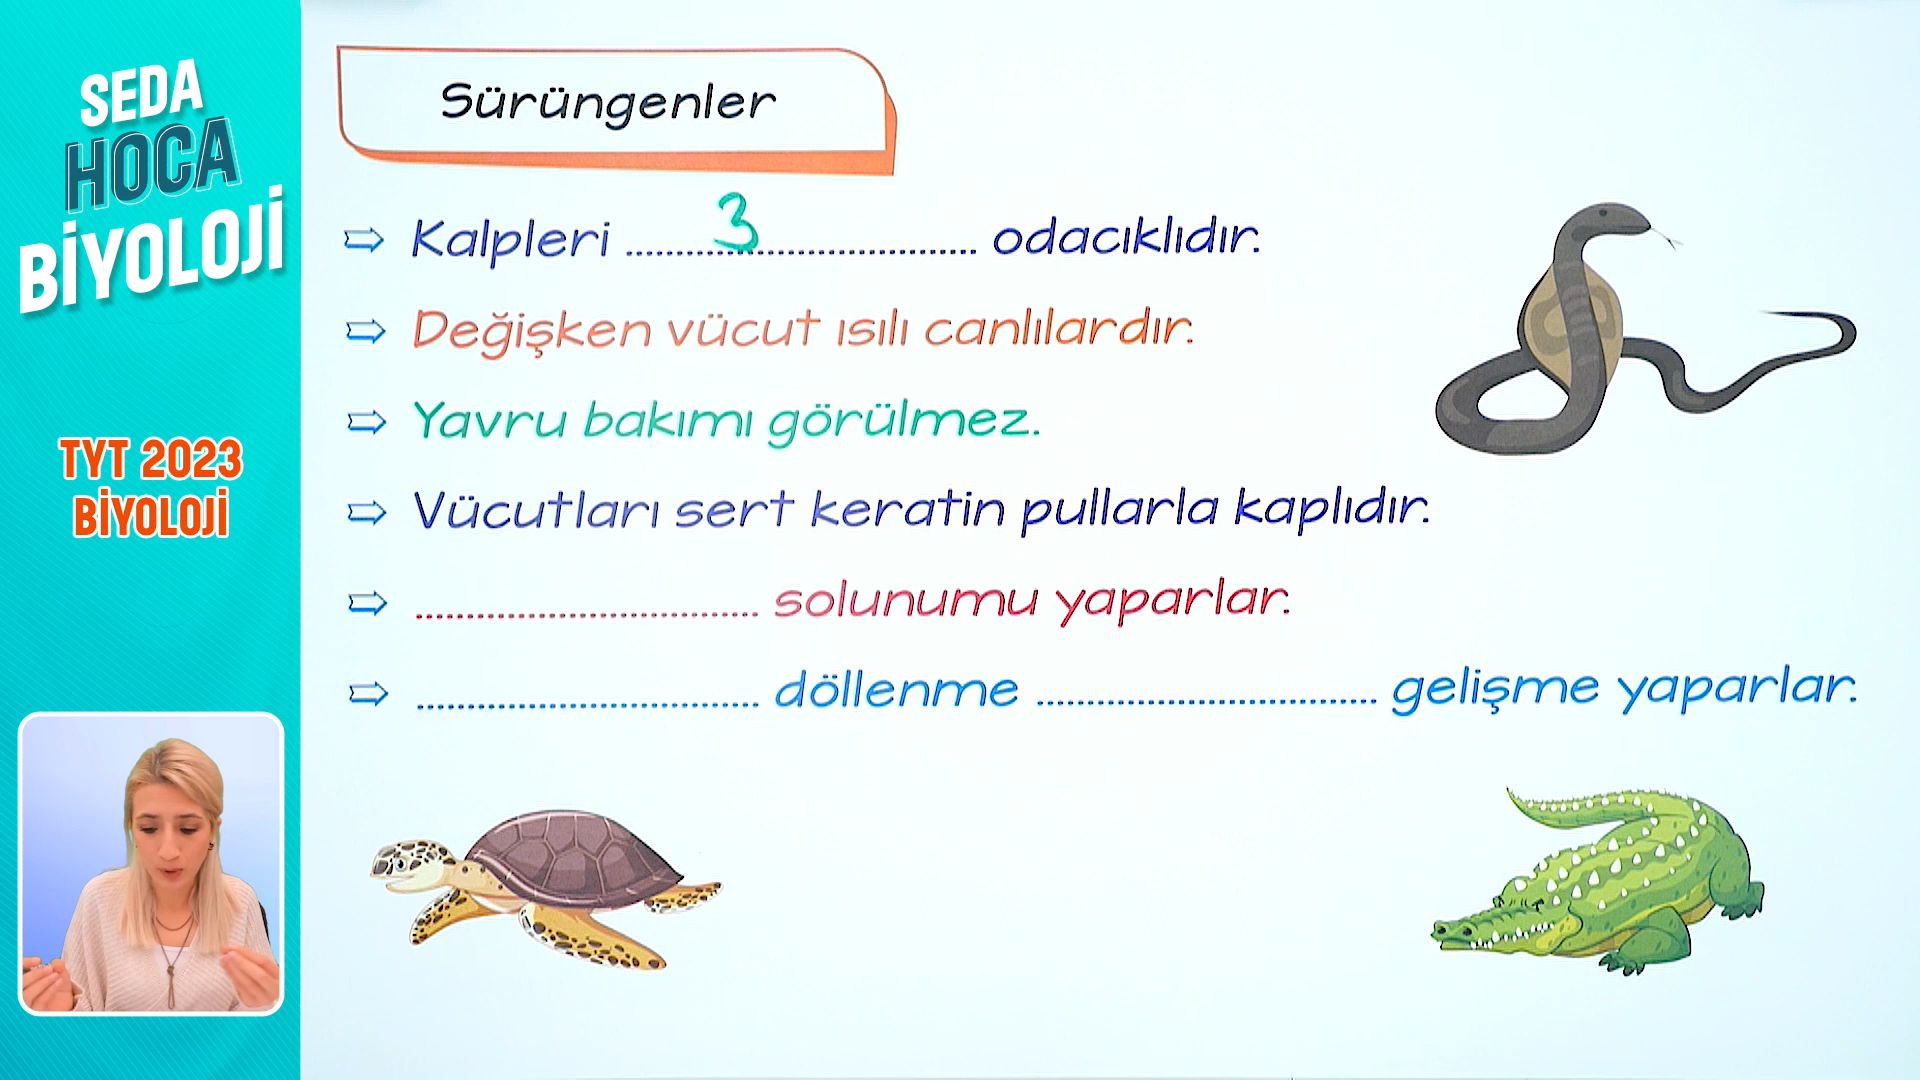 SEDA
HOCA
BİYOLOJİ
TYT 2023
BİYOLOJİ
Sürüngenler
⇨ Kalpleri ........3........ odacıklıdır.
⇨ Değişken vücut ısılı canlılardır.
⇨ Yavru bakımı görülmez.
⇨ Vücutları sert keratin pullarla kaplıdır.
⇨ ................ solunumu yaparlar.
⇨ ................ döllenme ................ gelişme yaparlar.